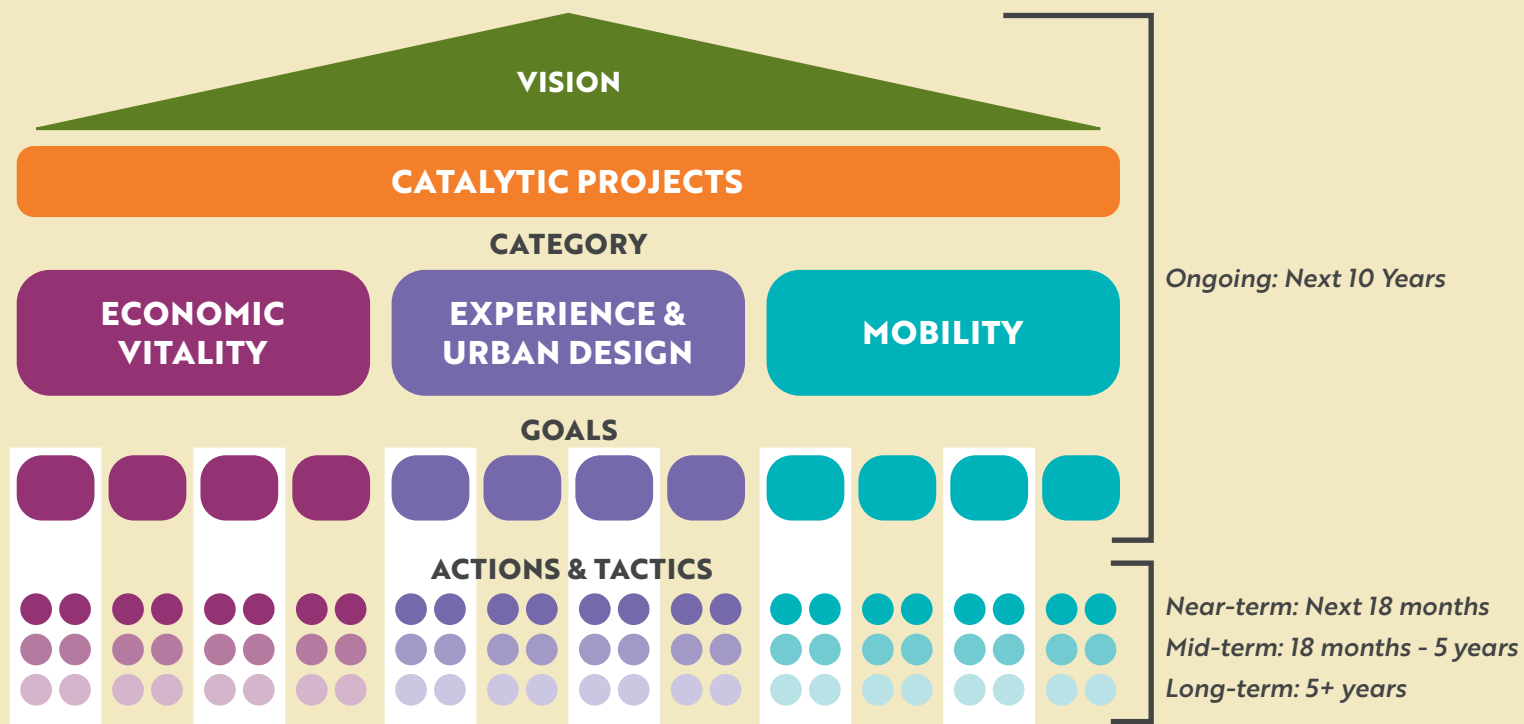 VISION
CATALYTIC PROJECTS
CATEGORY
ECONOMIC
VITALITY
EXPERIENCE &
URBAN DESIGN
MOBILITY
Ongoing: Next 10 Years
GOALS
ACTIONS & TACTICS
Near-term: Next 18 months
Mid-term: 18 months - 5 years
Long-term: 5+ years